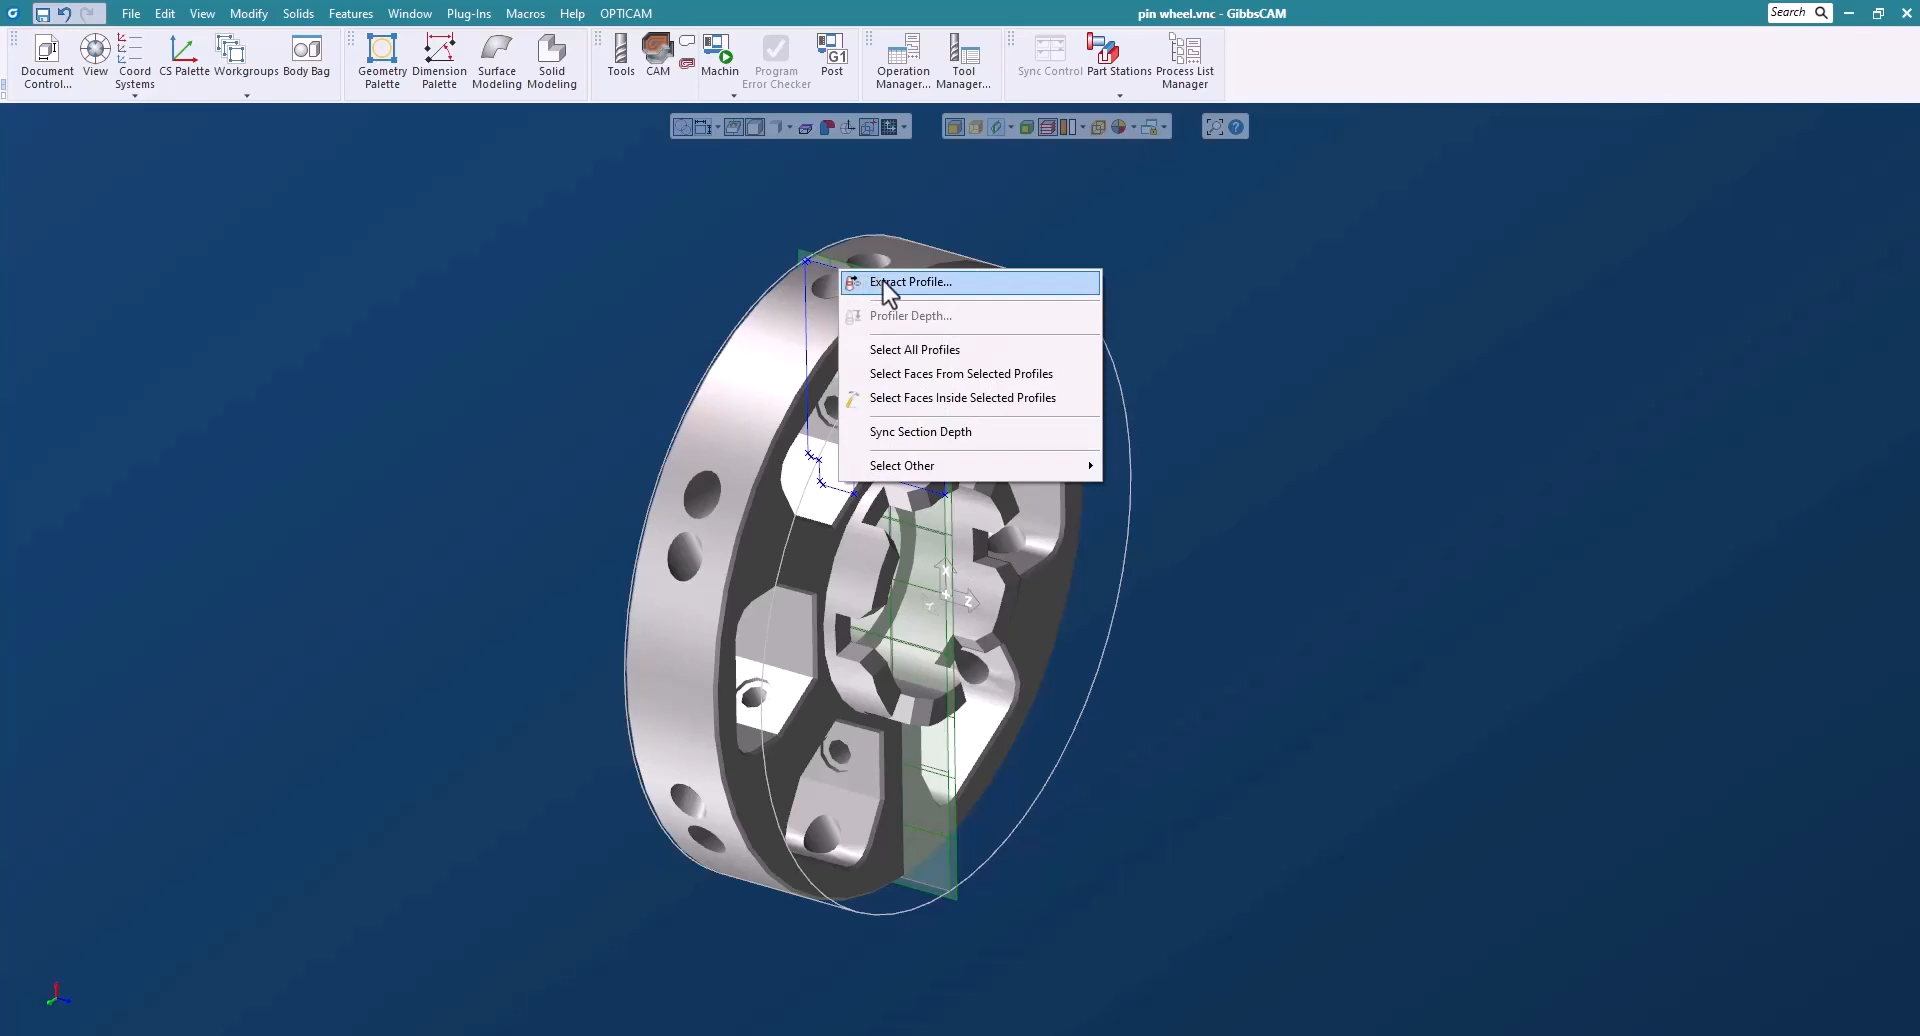 File Edit View Modify Solids Features Window Plug-Ins Macros Help OPTICAM
pin wheel.vnc - GibbsCAM
Search
Document Control...
View
Coord Systems
CS Palette
Workgroups
Body Bag
Geometry Palette
Dimension Palette
Surface Modeling
Solid Modeling
Tools
CAM
Machin
Program Error Checker
G1
Post
Operation Manager...
Tool Manager...
Sync Control
Part Stations
Process List Manager
Extract Profile...
Profiler Depth...
Select All Profiles
Select Faces From Selected Profiles
Select Faces Inside Selected Profiles
Sync Section Depth
Select Other
X
Y
Z